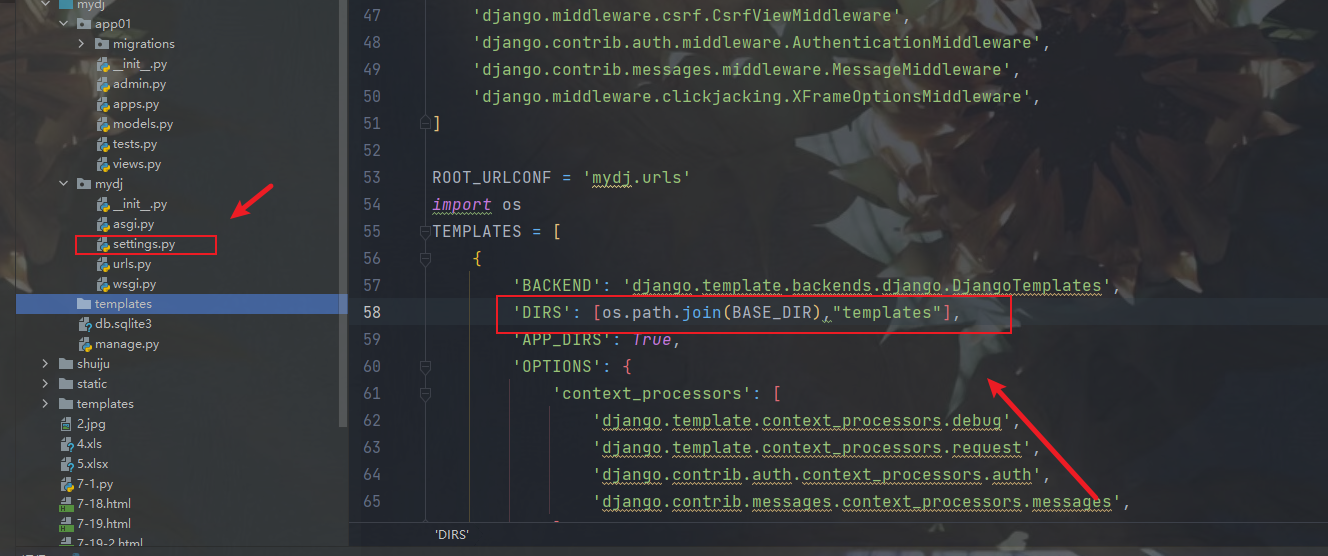 mydj
app01
migrations
__init__.py
admin.py
apps.py
models.py
tests.py
views.py
mydj
__init__.py
asgi.py
settings.py
urls.py
wsgi.py
templates
db.sqlite3
manage.py
shuiju
static
templates
2.jpg
4.xls
5.xlsx
7-1.py
7-18.html
7-19.html
7-19-2.html
47 'django.middleware.csrf.CsrfViewMiddleware',
48 'django.contrib.auth.middleware.AuthenticationMiddleware',
49 'django.contrib.messages.middleware.MessageMiddleware',
50 'django.middleware.clickjacking.XFrameOptionsMiddleware',
51 ]
52
53 ROOT_URLCONF = 'mydj.urls'
54 import os
55 TEMPLATES = [
56 {
57 'BACKEND': 'django.template.backends.django.DjangoTemplates',
58 'DIRS': [os.path.join(BASE_DIR),"templates"],
59 'APP_DIRS': True,
60 'OPTIONS': {
61 'context_processors': [
62 'django.template.context_processors.debug',
63 'django.template.context_processors.request',
64 'django.contrib.auth.context_processors.auth',
65 'django.contrib.messages.context_processors.messages',
'DIRS'